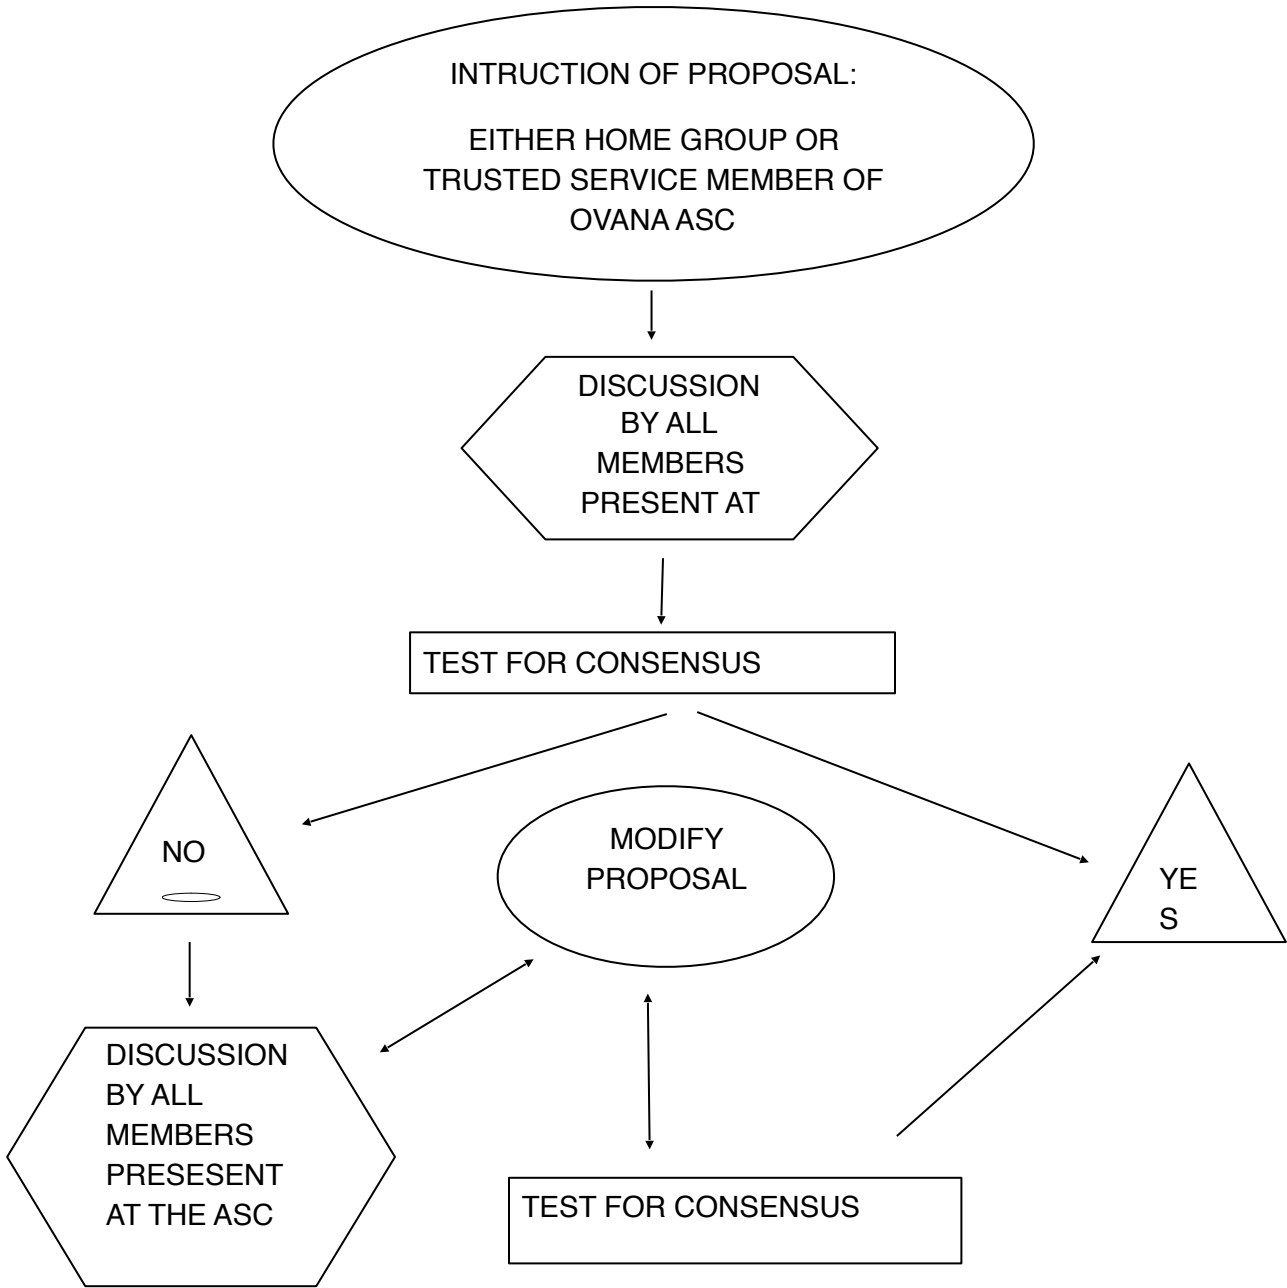 INTRUCTION OF PROPOSAL:
EITHER HOME GROUP OR
TRUSTED SERVICE MEMBER OF
OVANA ASC
DISCUSSION
BY ALL
MEMBERS
PRESENT AT
TEST FOR CONSENSUS
NO
MODIFY
PROPOSAL
YE
S
DISCUSSION
BY ALL
MEMBERS
PRESESENT
AT THE ASC
TEST FOR CONSENSUS